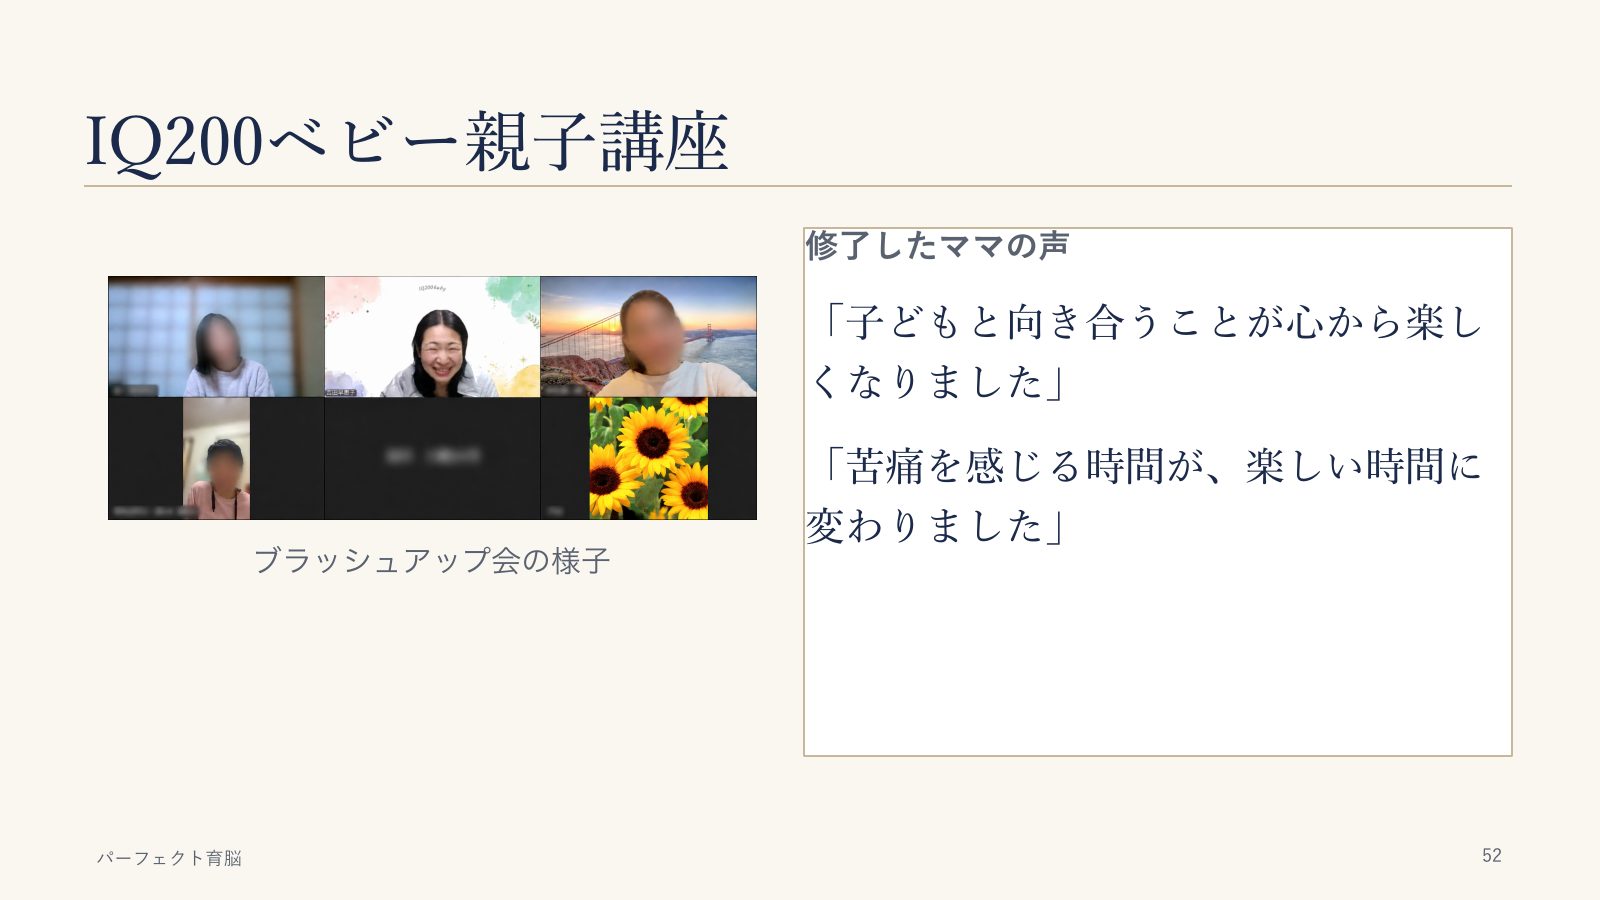 IQ200ベビー親子講座
修了したママの声
「子どもと向き合うことが心から楽し
くなりました」
「苦痛を感じる時間が、楽しい時間に
変わりました」
ブラッシュアップ会の様子
パーフェクト育脳
52